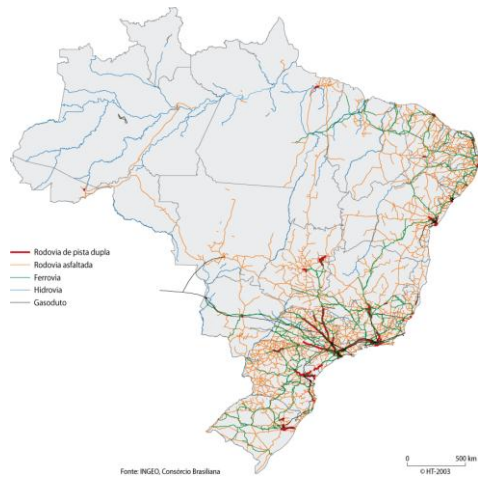 Rodovia de pista dupla
Rodovia asfaltada
Ferrovia
Hidrovia
Gasoduto
0 500 km
Fonte: INGEO, Consórcio Brasiliana
© HT-2003